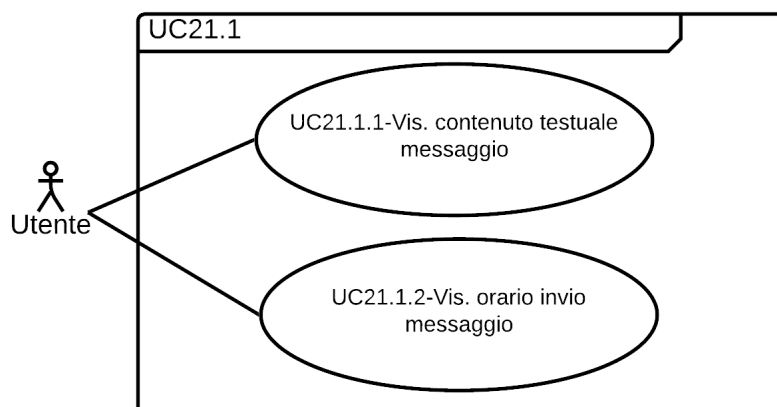 UC21.1
UC21.1.1-Vis. contenuto testuale
messaggio
Utente
UC21.1.2-Vis. orario invio
messaggio